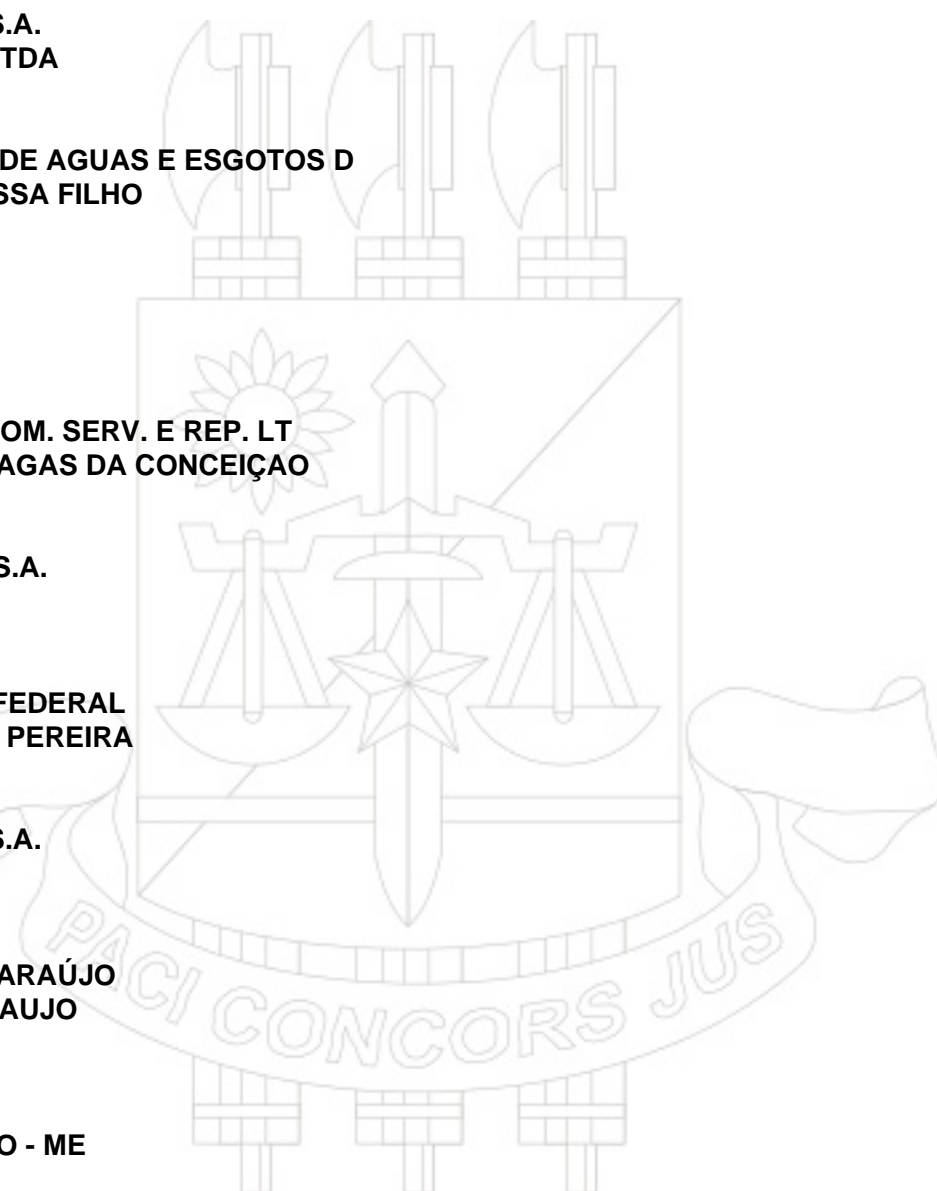 S.A.
TDA
DE AGUAS E ESGOTOS D
SSA FILHO
OM. SERV. E REP. LT
AGAS DA CONCEIÇAO
S.A.
FEDERAL
PEREIRA
S.A.
ARAÚJO
AUJO
PACI CONCORS JUS
O - ME